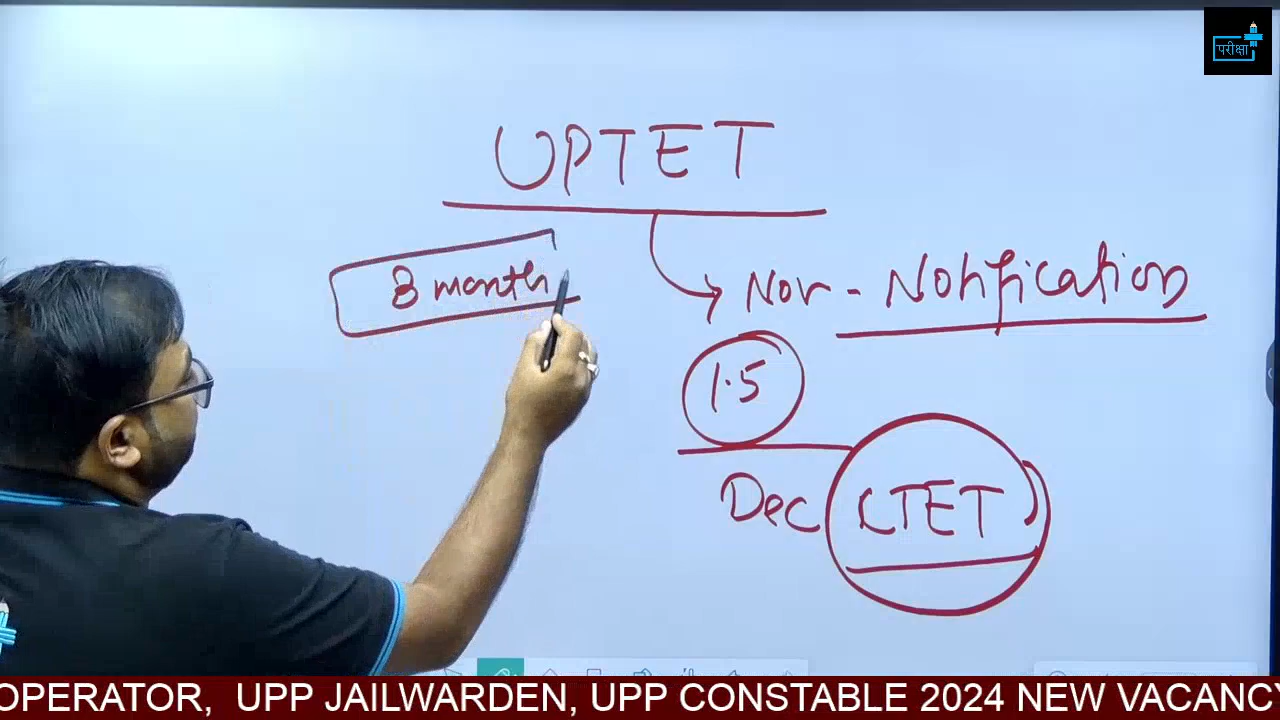 परीक्षा
UPTET
8 month
Nov - Notification
1.5
Dec CTET
OPERATOR, UPP JAILWARDEN, UPP CONSTABLE 2024 NEW VACANCY